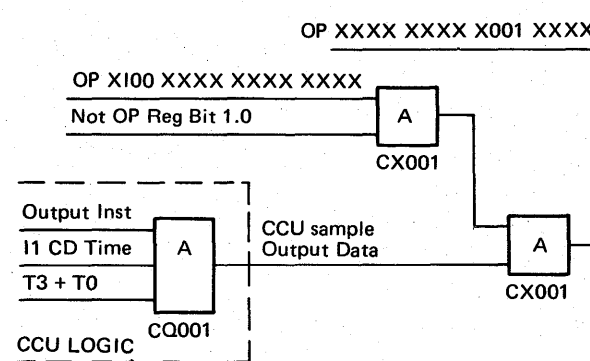 OP XXXX XXXX X001 XXXX
OP XI00 XXXX XXXX XXXX
Not OP Reg Bit 1.0
A
CX001
Output Inst
I1 CD Time
T3 + T0
A
CQ001
CCU LOGIC
CCU sample
Output Data
A
CX001